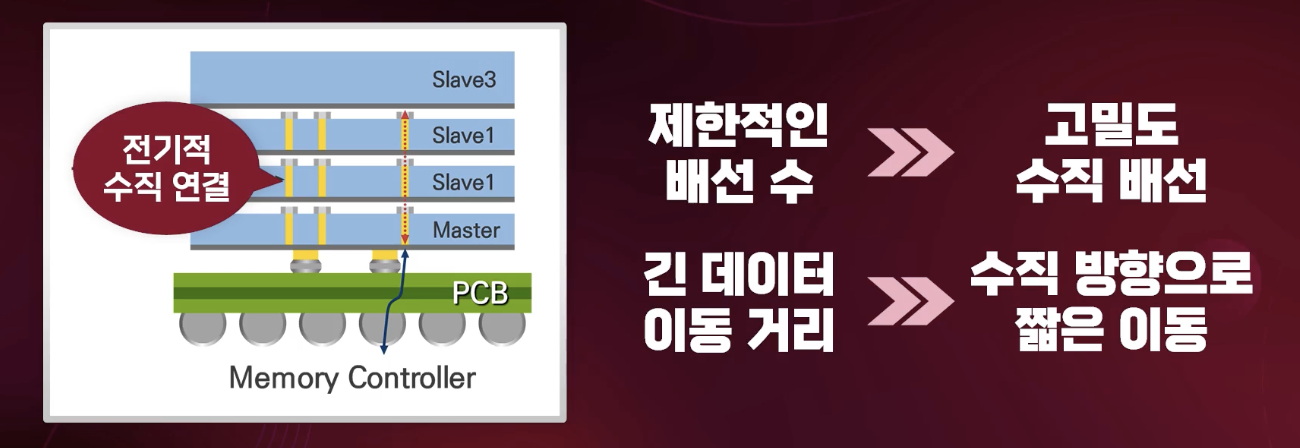 Slave3
Slave1
Slave1
Master
전기적
수직 연결
PCB
Memory Controller
제한적인
배선 수
고밀도
수직 배선
긴 데이터
이동 거리
수직 방향으로
짧은 이동